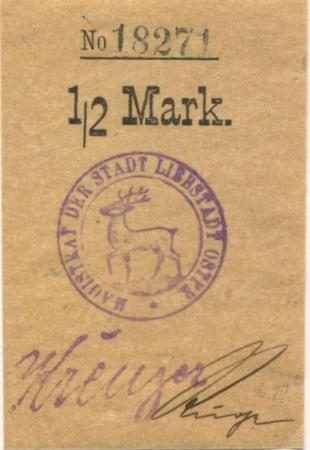 No 18271
1/2 Mark.
MAGISTRAT DER STADT LIEBSTADT OSTPR.
Kreuzer